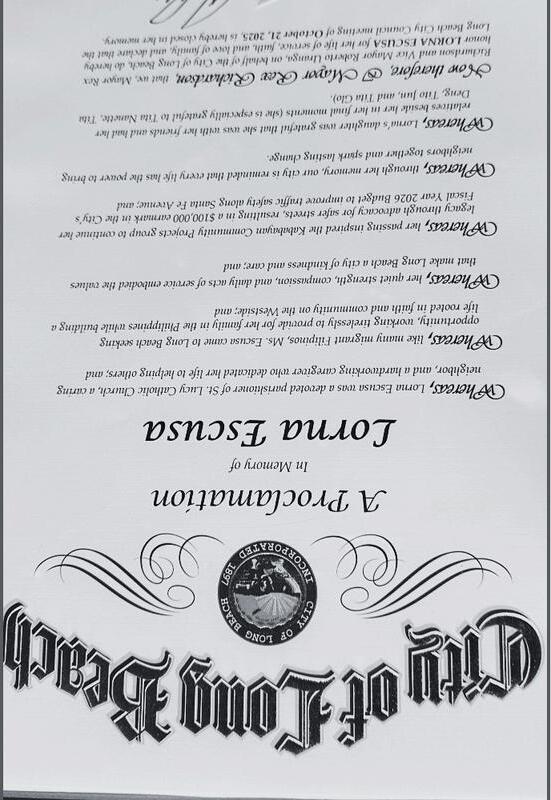 City of Long Beach
CITY OF LONG BEACH
INCORPORATED 1897
A Proclamation
In Memory of
Lorna Escusa
Whereas, Lorna Escusa was a devoted parishioner of St. Lucy Catholic Church, a caring
neighbor, and a hardworking caregiver who dedicated her life to helping others; and
Whereas, like many migrant Filipinos, Ms. Escusa came to Long Beach seeking
opportunity, working tirelessly to provide for her family in the Philippines while building a
life rooted in faith and community on the Westside; and
Whereas, her quiet strength, compassion, and daily acts of service embodied the values
that make Long Beach a city of kindness and care; and
Whereas, her passing inspired the Kababayan Community Projects group to continue her
legacy through advocacy for safer streets, resulting in a $100,000 earmark in the City's
Fiscal Year 2026 Budget to improve traffic safety along Santa Fe Avenue; and
Whereas, through her memory, our city is reminded that every life has the power to bring
neighbors together and spark lasting change.
Whereas, Lorna's daughter was grateful that she was with her friends and had her
relatives beside her in her final moments (she is especially grateful to Tita Nanette, Tita
Deng, Tito Jun, and Tita Glo).
Now therefore, I, Mayor Rex Richardson, that we, Mayor Rex
Richardson and Vice Mayor Roberto Uranga, on behalf of the City of Long Beach, do hereby
honor LORNA ESCUSA for her life of service, faith, and love of family, and declare that the
Long Beach City Council meeting of October 21, 2025, is hereby closed in her memory.